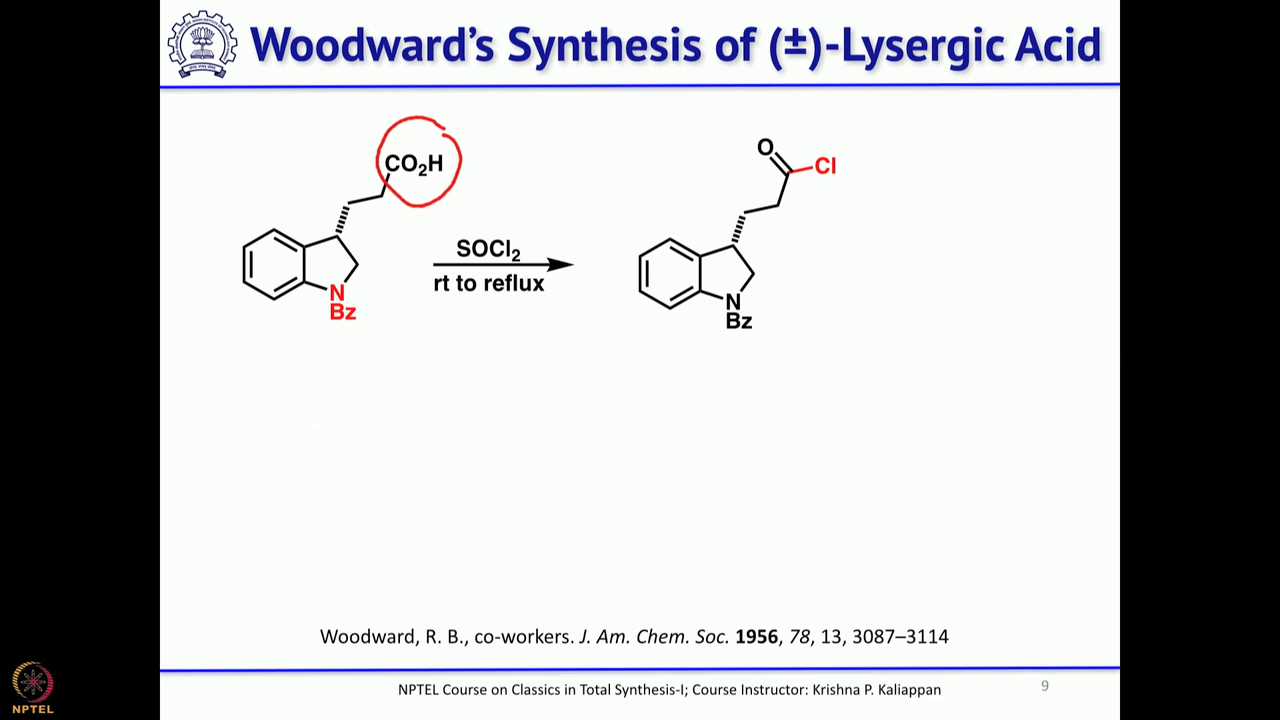 Woodward's Synthesis of (±)-Lysergic Acid
CO₂H
N
Bz
SOCl₂
rt to reflux
O
Cl
N
Bz
Woodward, R. B., co-workers. J. Am. Chem. Soc. 1956, 78, 13, 3087–3114
NPTEL Course on Classics in Total Synthesis-I; Course Instructor: Krishna P. Kaliappan
9
NPTEL